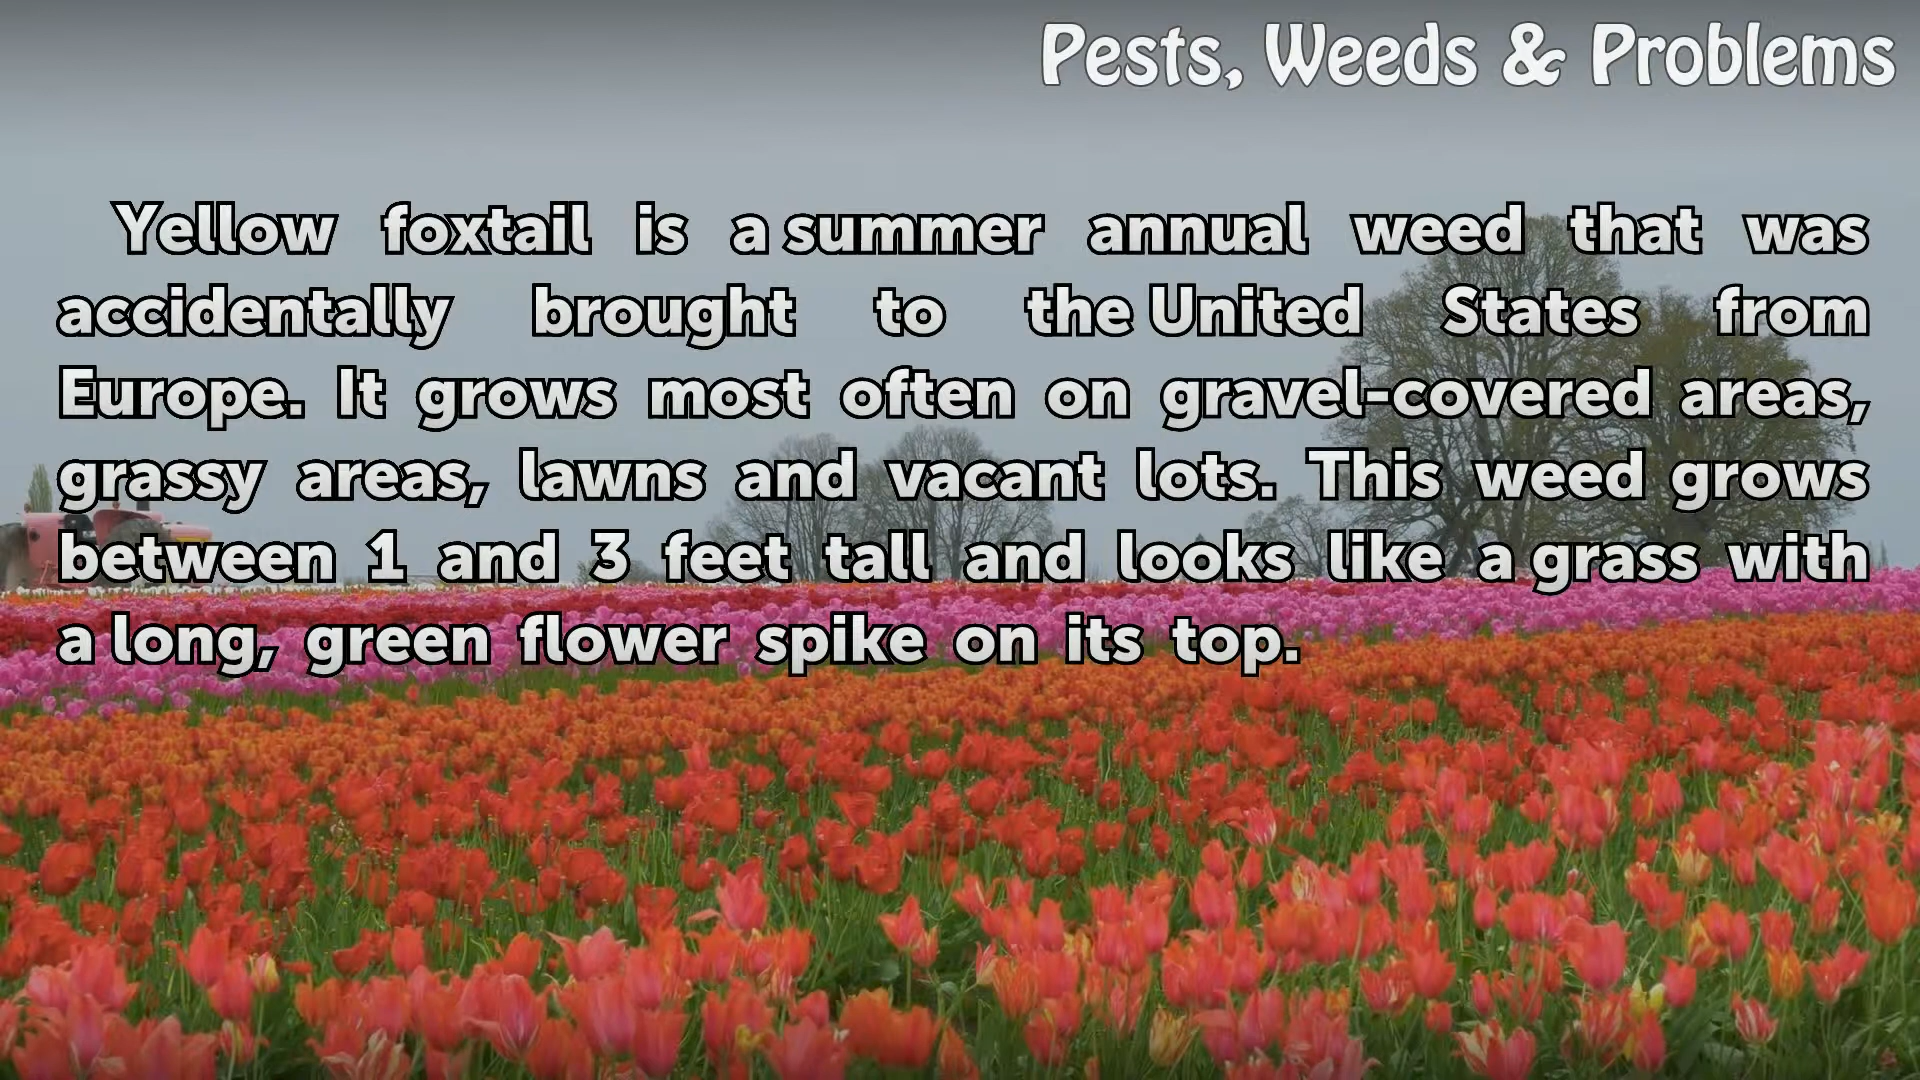 Pests, Weeds & Problems
Yellow foxtail is a summer annual weed that was
accidentally brought to the United States from
Europe. It grows most often on gravel-covered areas,
grassy areas, lawns and vacant lots. This weed grows
between 1 and 3 feet tall and looks like a grass with
a long, green flower spike on its top.